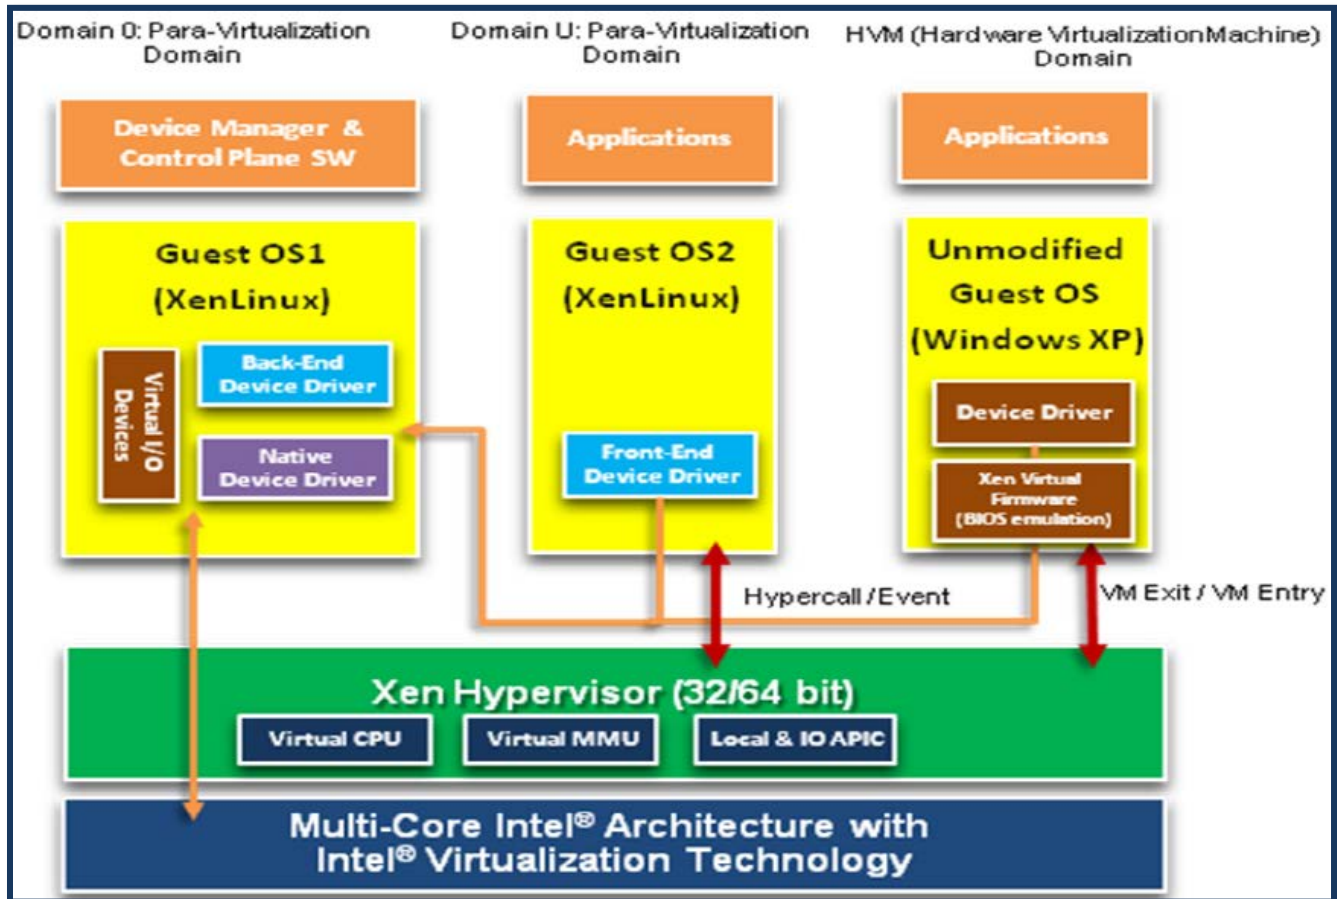 Domain 0: Para-Virtualization
Domain
Domain U: Para-Virtualization
Domain
HVM (Hardware VirtualizationMachine)
Domain
Device Manager &
Control Plane SW
Applications
Applications
Guest OS1
(XenLinux)
Virtual I/O
Devices
Back-End
Device Driver
Native
Device Driver
Guest OS2
(XenLinux)
Front-End
Device Driver
Unmodified
Guest OS
(Windows XP)
Device Driver
Xen Virtual
Firmware
(BIOS emulation)
Hypercall /Event
VM Exit / VM Entry
Xen Hypervisor (32/64 bit)
Virtual CPU
Virtual MMU
Local & IO APIC
Multi-Core Intel® Architecture with
Intel® Virtualization Technology